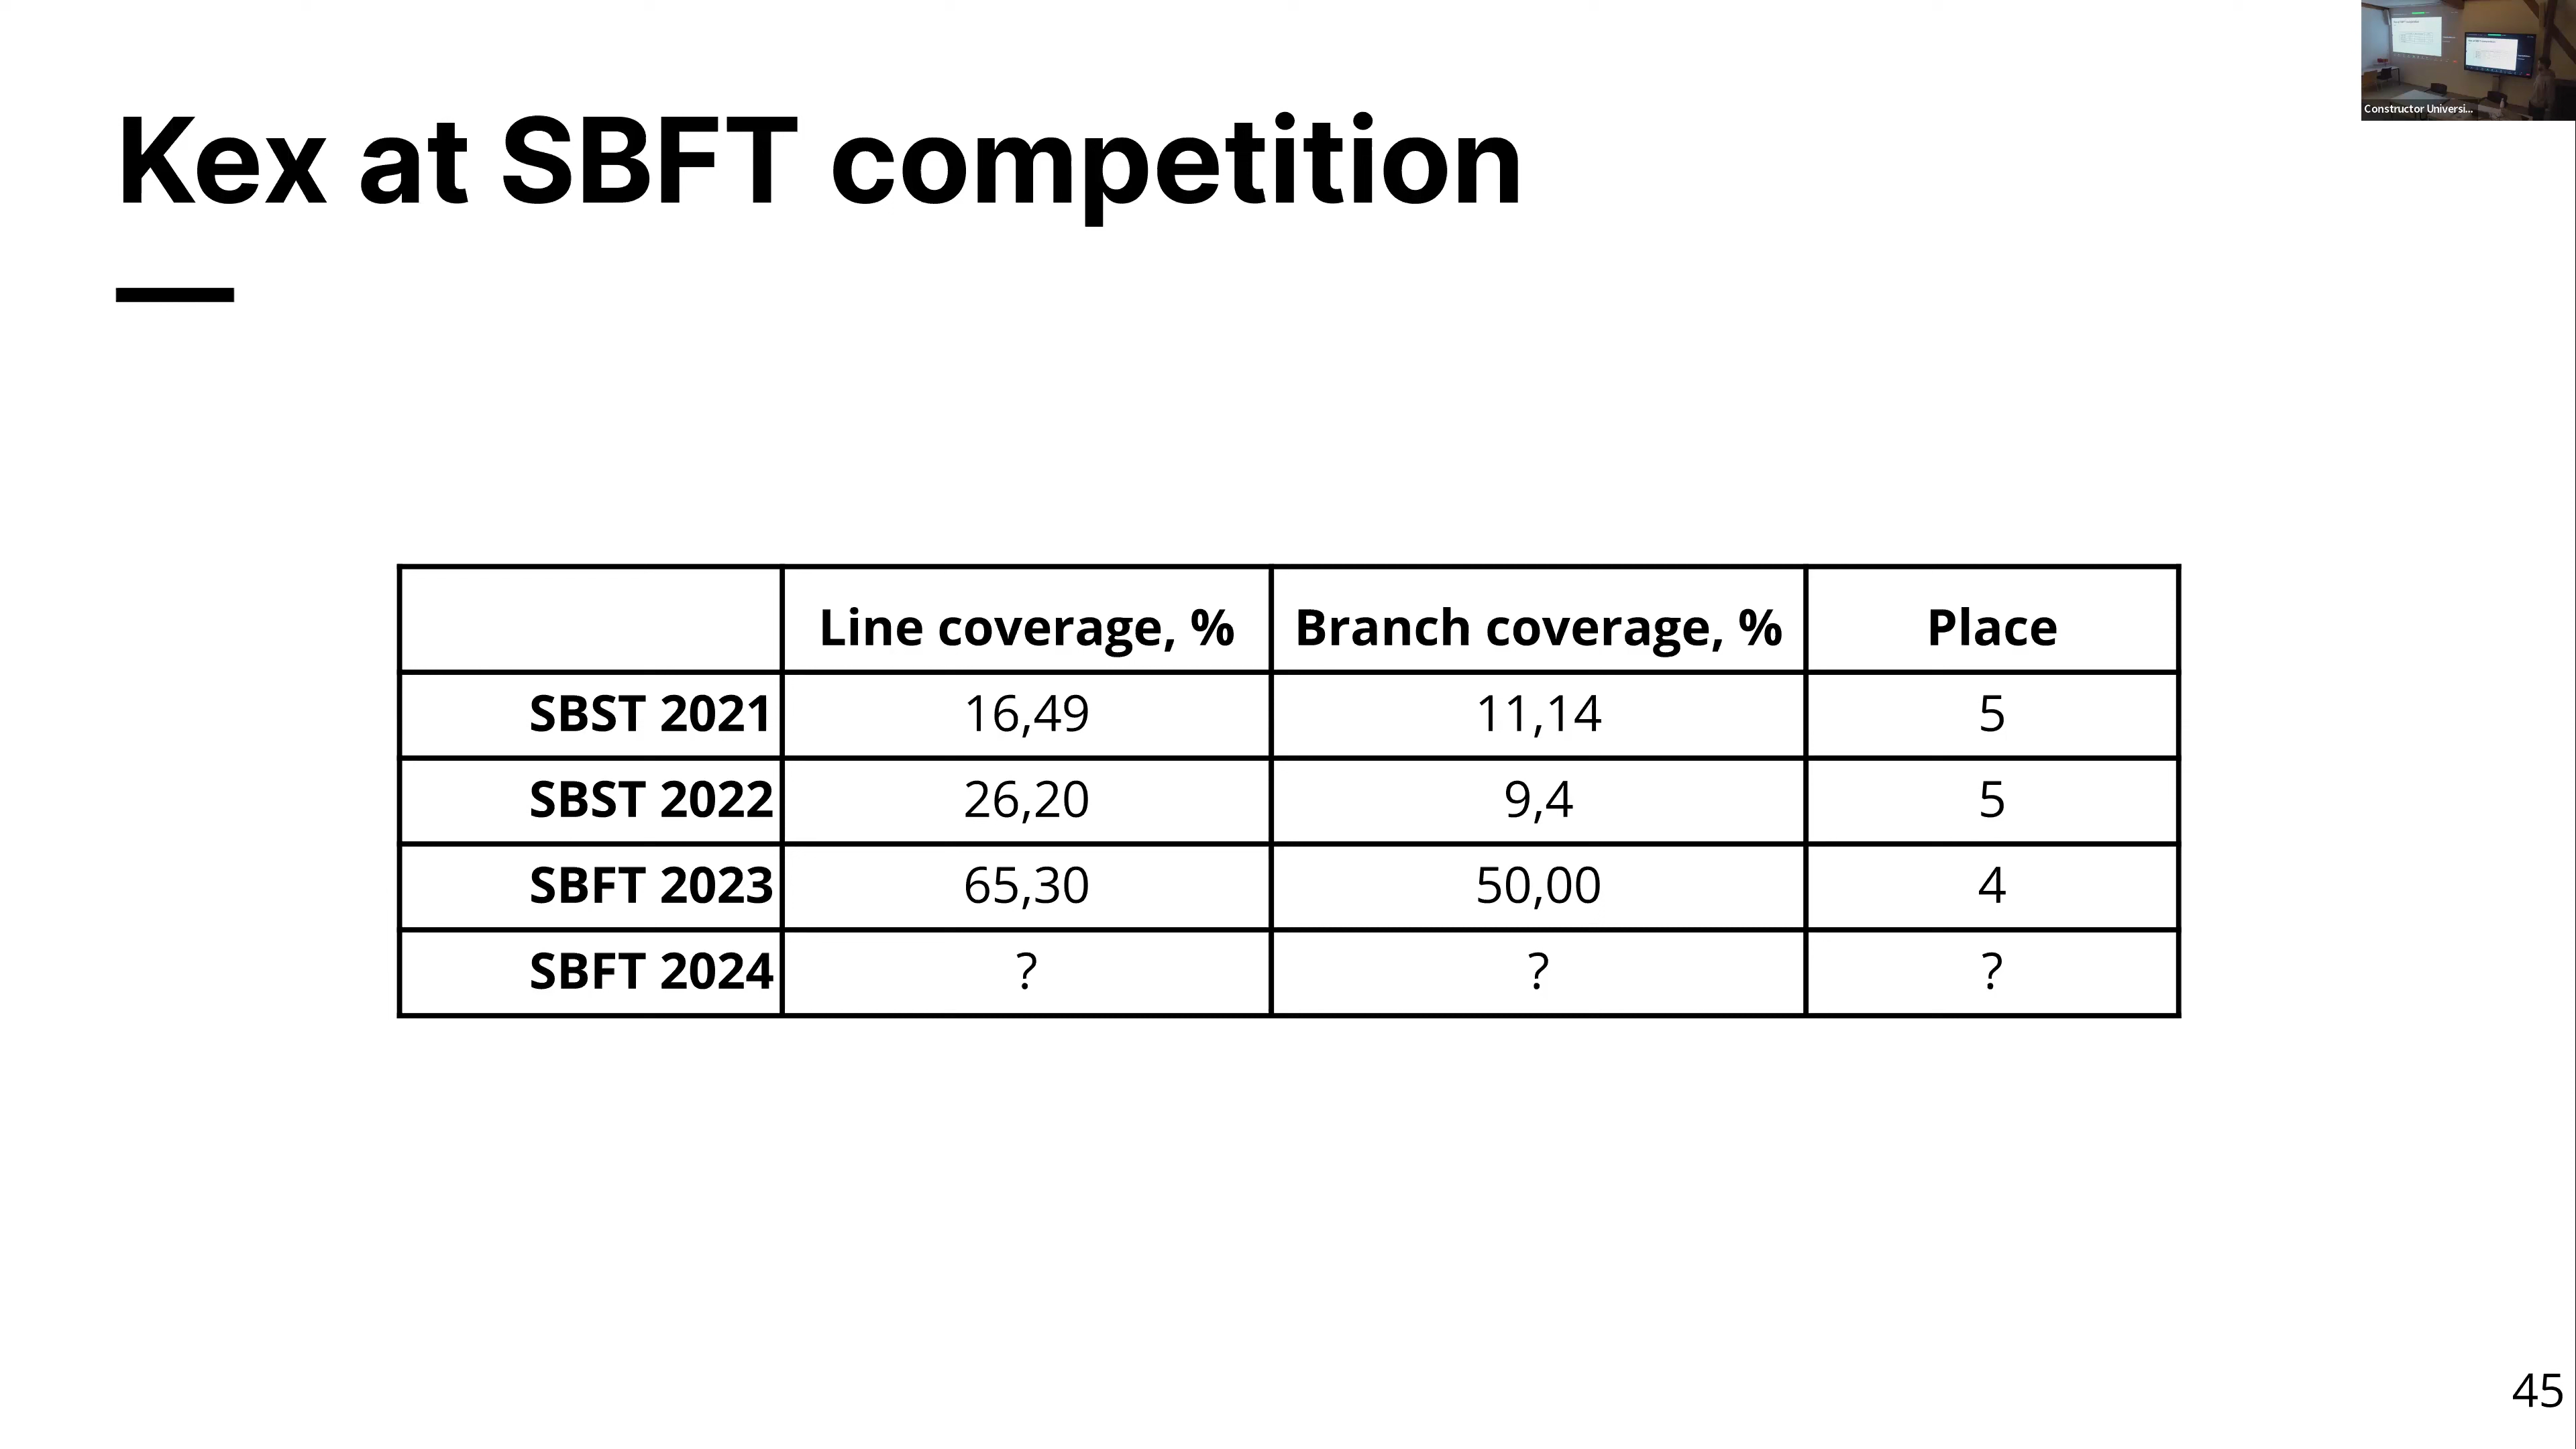 Constructor Universi...
Kex at SBFT competition
Line coverage, % Branch coverage, % Place
SBST 2021 16,49 11,14 5
SBST 2022 26,20 9,4 5
SBFT 2023 65,30 50,00 4
SBFT 2024 ? ? ?
45